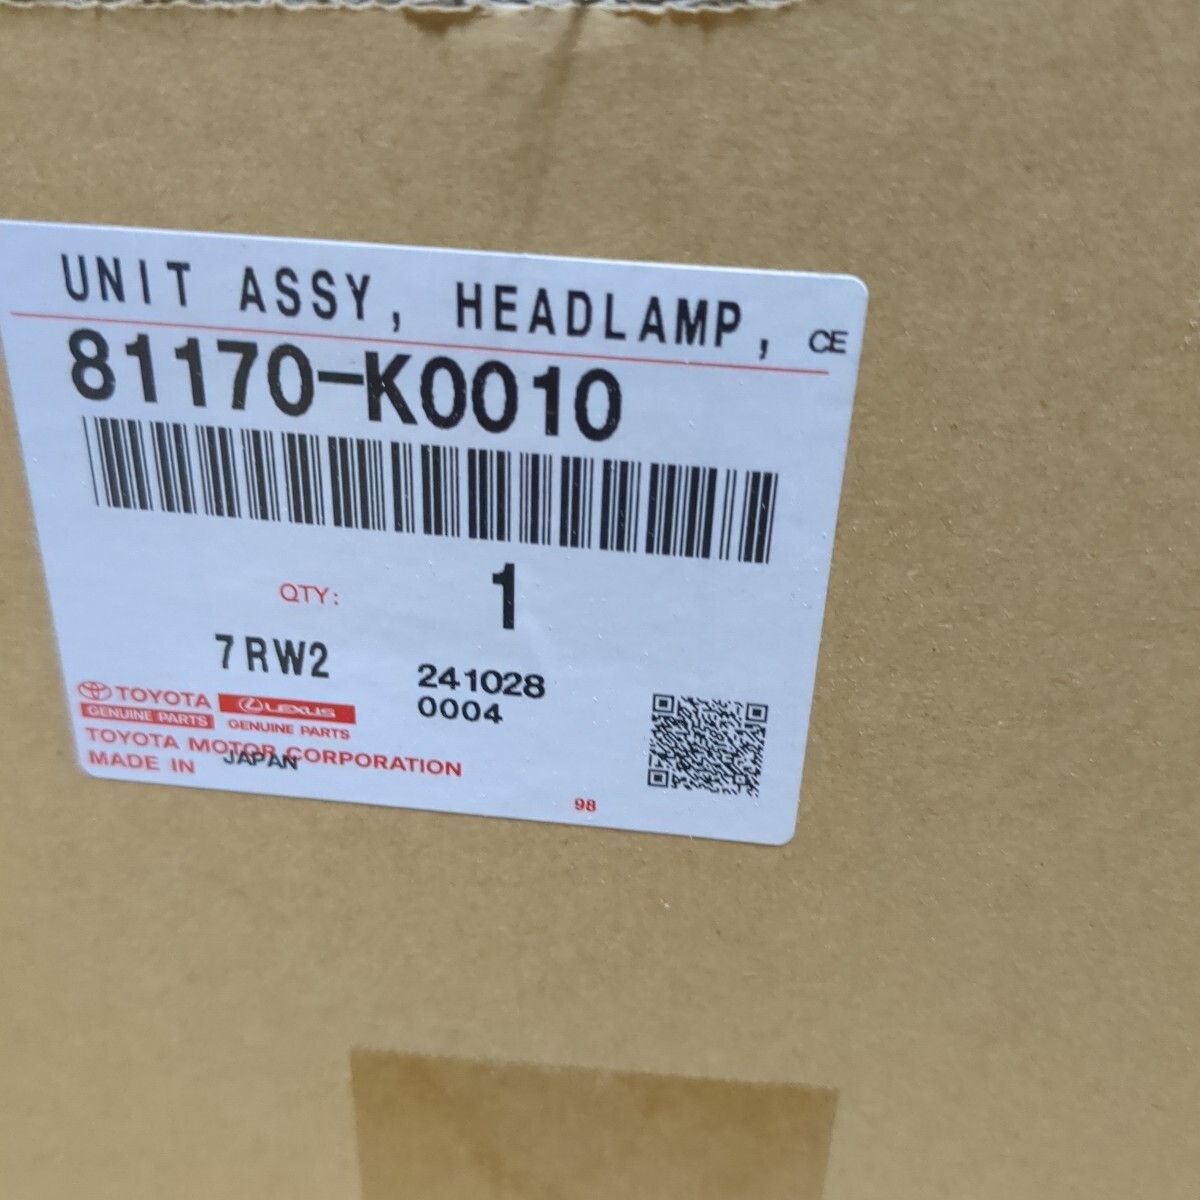 UNIT ASSY, HEADLAMP, CE
81170-K0010
QTY: 1
7RW2
241028
0004
TOYOTA
GENUINE PARTS
LEXUS
GENUINE PARTS
TOYOTA MOTOR CORPORATION
MADE IN JAPAN
98